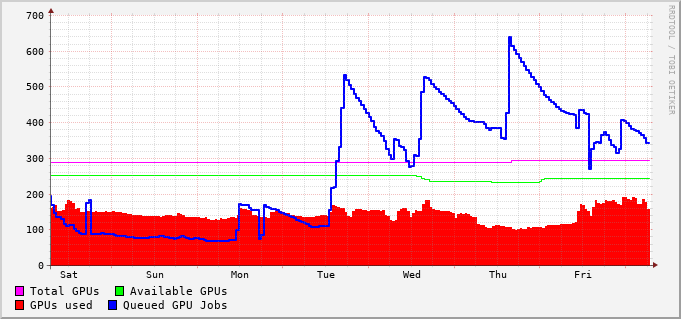 700
600
500
400
300
200
100
0
Sat Sun Mon Tue Wed Thu Fri
Total GPUs Available GPUs
GPUs used Queued GPU Jobs
RRDTOOL / TOBI OETIKER